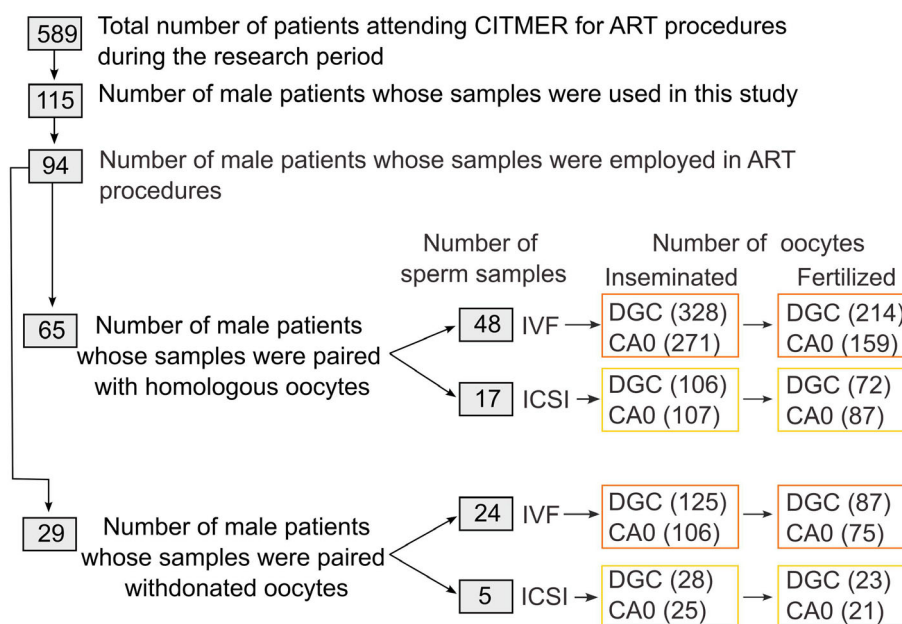 589
Total number of patients attending CITMER for ART procedures
during the research period
115
Number of male patients whose samples were used in this study
94
Number of male patients whose samples were employed in ART
procedures
Number of
sperm samples
Number of oocytes
Inseminated
Fertilized
65
Number of male patients
whose samples were paired
with homologous oocytes
48 IVF
DGC (328)
CA0 (271)
DGC (214)
CA0 (159)
17 ICSI
DGC (106)
CA0 (107)
DGC (72)
CA0 (87)
29
Number of male patients
whose samples were paired
withdonated oocytes
24 IVF
DGC (125)
CA0 (106)
DGC (87)
CA0 (75)
5 ICSI
DGC (28)
CA0 (25)
DGC (23)
CA0 (21)